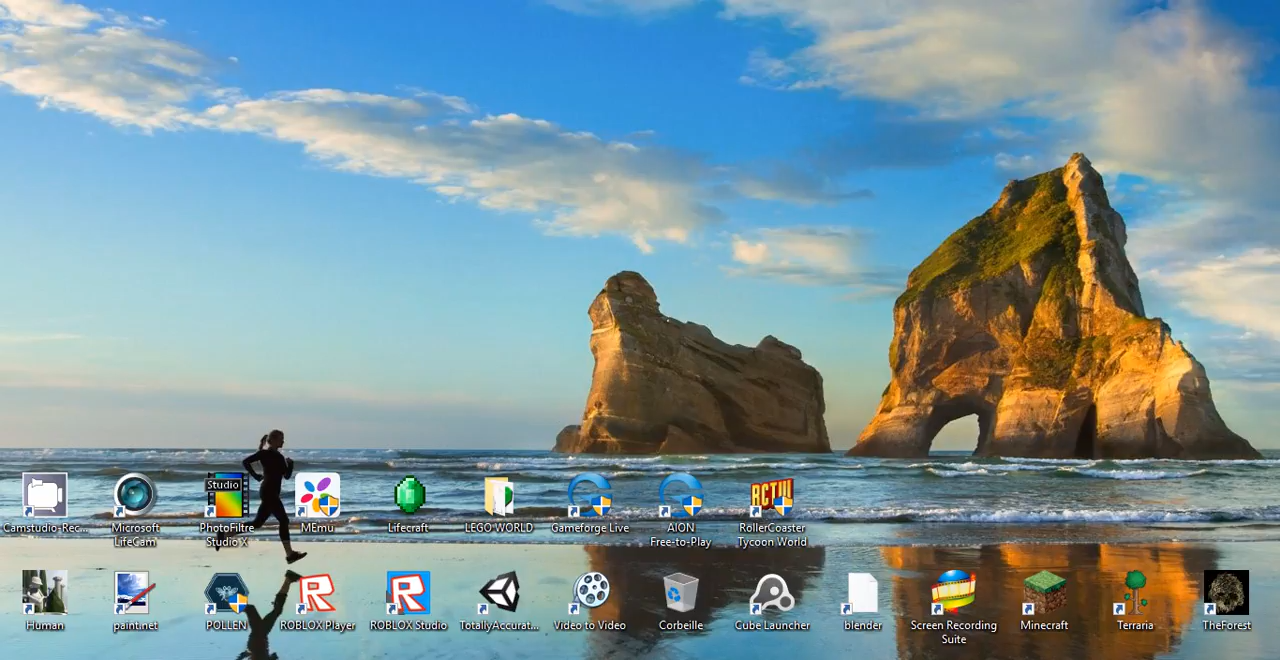 Studio
RCTW
Camstudio-Rec...
Microsoft
LifeCam
PhotoFiltre
Studio X
MEmu
Lifecraft
LEGO WORLD
Gameforge Live
AION
Free-to-Play
RollerCoaster
Tycoon World
Human
paint.net
POLLEN
ROBLOX Player
ROBLOX Studio
TotallyAccurat...
Video to Video
Corbeille
Cube Launcher
blender
Screen Recording
Suite
Minecraft
Terraria
TheForest